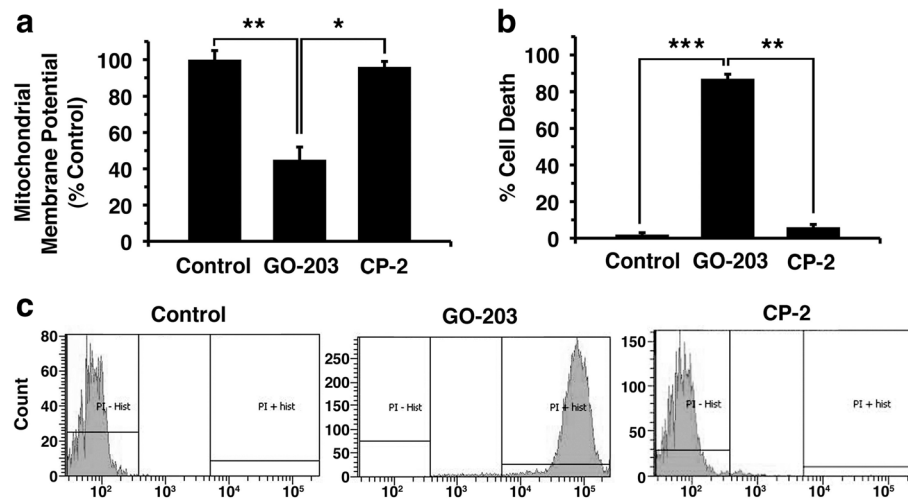 a
**
*
Mitochondrial
Membrane Potential
(% Control)
100
80
60
40
20
0
Control GO-203 CP-2
b
***
**
% Cell Death
100
80
60
40
20
0
Control GO-203 CP-2
c
Control
Count
80
60
40
20
0
PI - Hist
PI + hist
10² 10³ 10⁴ 10⁵
GO-203
250
200
150
100
50
0
PI - Hist
PI + hist
10² 10³ 10⁴ 10⁵
CP-2
150
100
50
0
PI - Hist
PI + hist
10² 10³ 10⁴ 10⁵